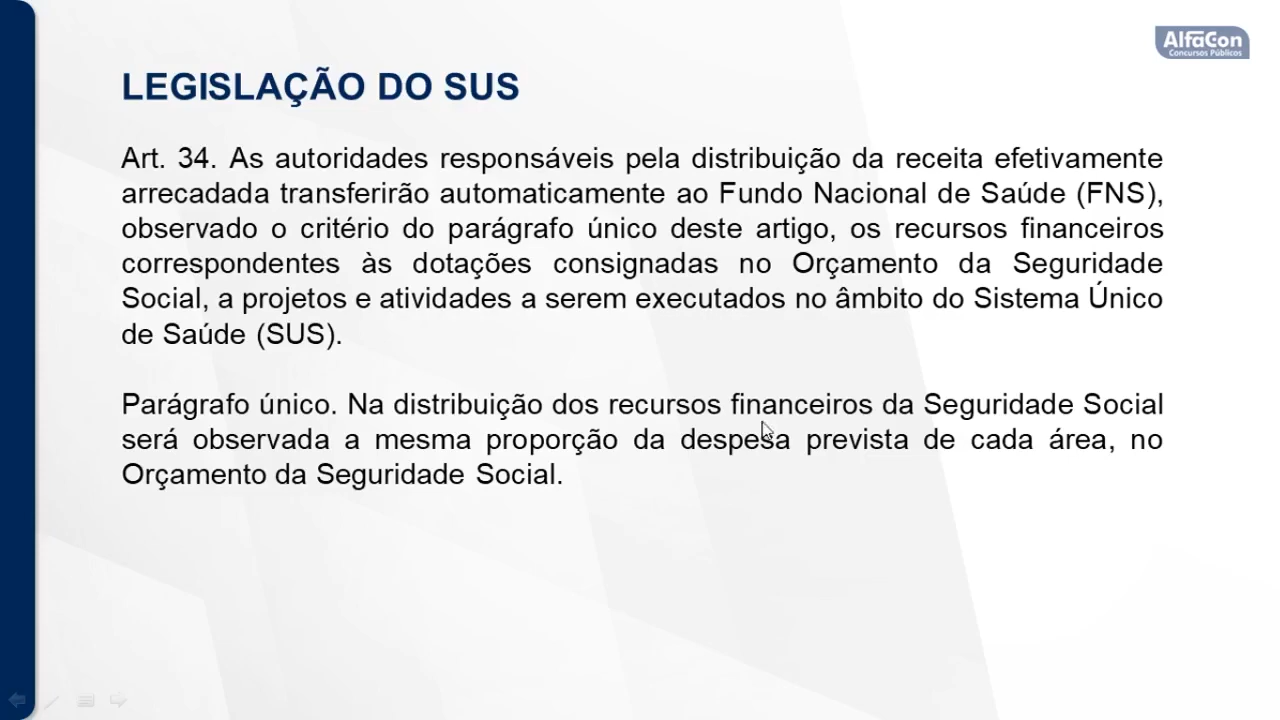 AlfaCon
Concursos Públicos
LEGISLAÇÃO DO SUS
Art. 34. As autoridades responsáveis pela distribuição da receita efetivamente
arrecadada transferirão automaticamente ao Fundo Nacional de Saúde (FNS),
observado o critério do parágrafo único deste artigo, os recursos financeiros
correspondentes às dotações consignadas no Orçamento da Seguridade
Social, a projetos e atividades a serem executados no âmbito do Sistema Único
de Saúde (SUS).
Parágrafo único. Na distribuição dos recursos financeiros da Seguridade Social
será observada a mesma proporção da despesa prevista de cada área, no
Orçamento da Seguridade Social.